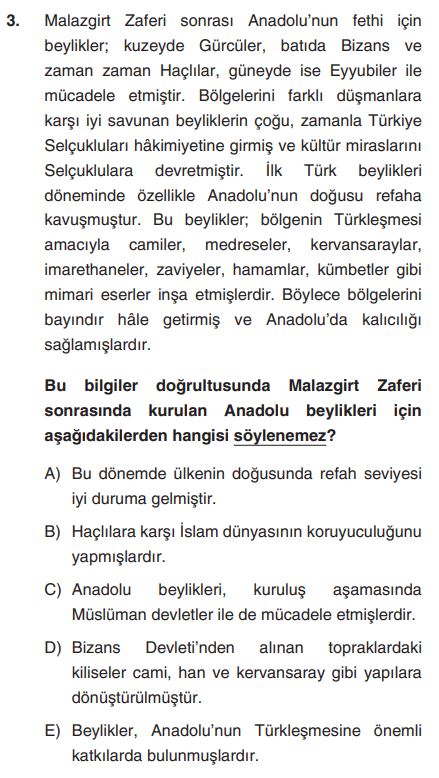 3. Malazgirt Zaferi sonrası Anadolu'nun fethi için
beylikler; kuzeyde Gürcüler, batıda Bizans ve
zaman zaman Haçlılar, güneyde ise Eyyubiler ile
mücadele etmiştir. Bölgelerini farklı düşmanlara
karşı iyi savunan beyliklerin çoğu, zamanla Türkiye
Selçukluları hâkimiyetine girmiş ve kültür miraslarını
Selçuklulara devretmiştir. İlk Türk beylikleri
döneminde özellikle Anadolu'nun doğusu refaha
kavuşmuştur. Bu beylikler; bölgenin Türkleşmesi
amacıyla camiler, medreseler, kervansaraylar,
imarethaneler, zaviyeler, hamamlar, kümbetler gibi
mimari eserler inşa etmişlerdir. Böylece bölgelerini
bayındır hâle getirmiş ve Anadolu'da kalıcılığı
sağlamışlardır.
Bu bilgiler doğrultusunda Malazgirt Zaferi
sonrasında kurulan Anadolu beylikleri için
aşağıdakilerden hangisi söylenemez?
A) Bu dönemde ülkenin doğusunda refah seviyesi
iyi duruma gelmiştir.
B) Haçlılara karşı İslam dünyasının koruyuculuğunu
yapmışlardır.
C) Anadolu beylikleri, kuruluş aşamasında
Müslüman devletler ile de mücadele etmişlerdir.
D) Bizans Devleti'nden alınan topraklardaki
kiliseler cami, han ve kervansaray gibi yapılara
dönüştürülmüştür.
E) Beylikler, Anadolu'nun Türkleşmesine önemli
katkılarda bulunmuşlardır.